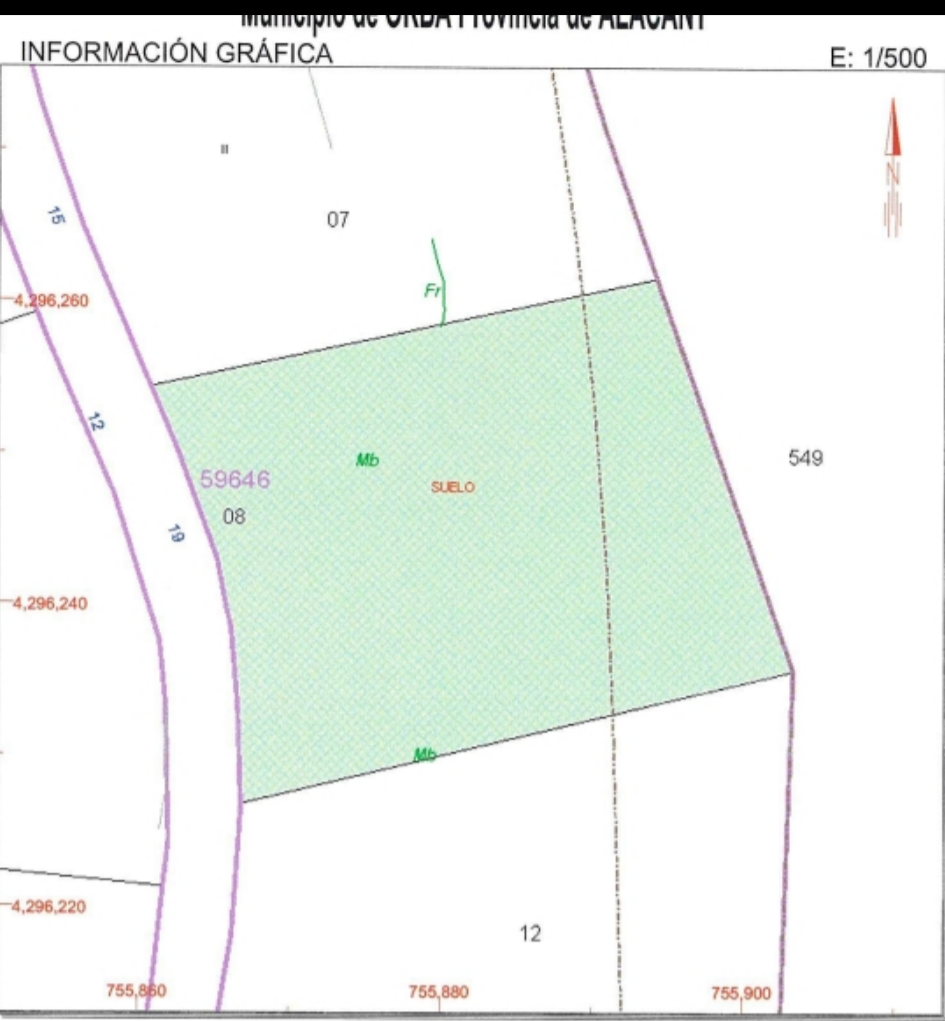 Municipio de ORBA Provincia de ALACANT
INFORMACIÓN GRÁFICA
E: 1/500
II
N
15
07
Fr
4,296,260
12
Mb
549
59646
SUELO
08
19
4,296,240
Mb
4,296,220
12
755,860
755,880
755,900